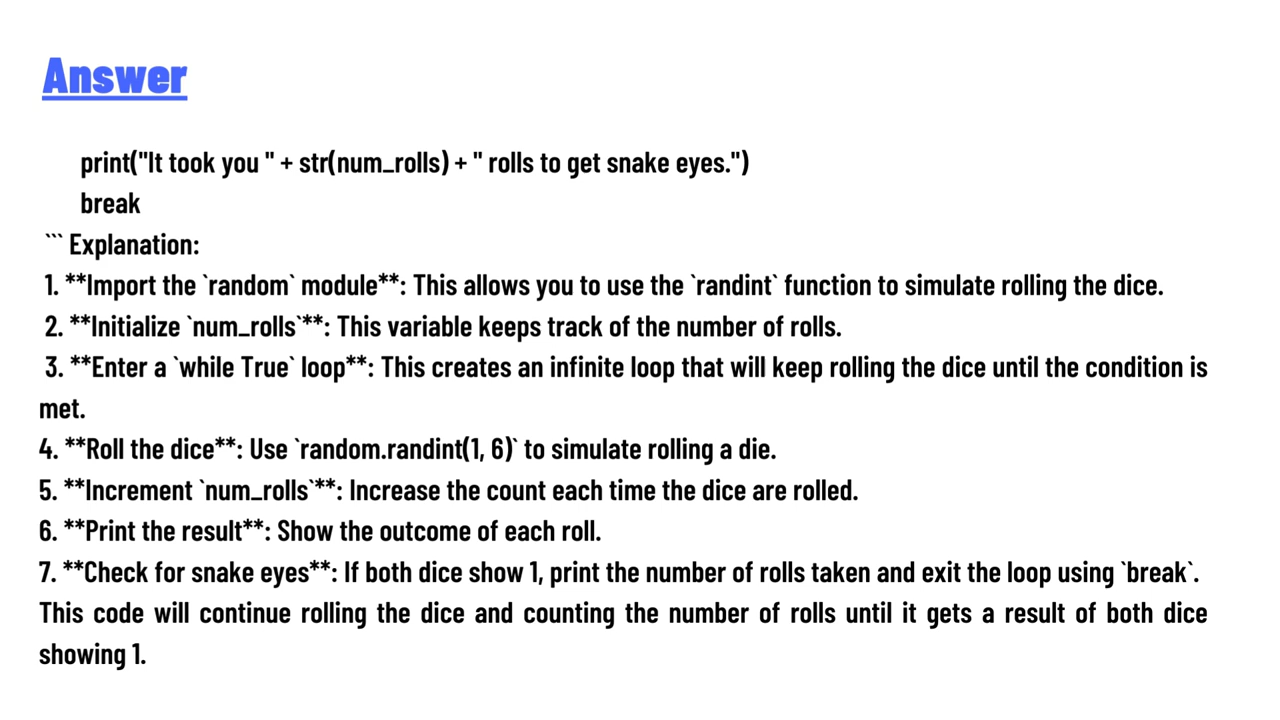 Answer
print("It took you " + str(num_rolls) + " rolls to get snake eyes.")
break
``` Explanation:
1. **Import the `random` module**: This allows you to use the `randint` function to simulate rolling the dice.
2. **Initialize `num_rolls`**: This variable keeps track of the number of rolls.
3. **Enter a `while True` loop**: This creates an infinite loop that will keep rolling the dice until the condition is
met.
4. **Roll the dice**: Use `random.randint(1, 6)` to simulate rolling a die.
5. **Increment `num_rolls`**: Increase the count each time the dice are rolled.
6. **Print the result**: Show the outcome of each roll.
7. **Check for snake eyes**: If both dice show 1, print the number of rolls taken and exit the loop using `break`.
This code will continue rolling the dice and counting the number of rolls until it gets a result of both dice
showing 1.